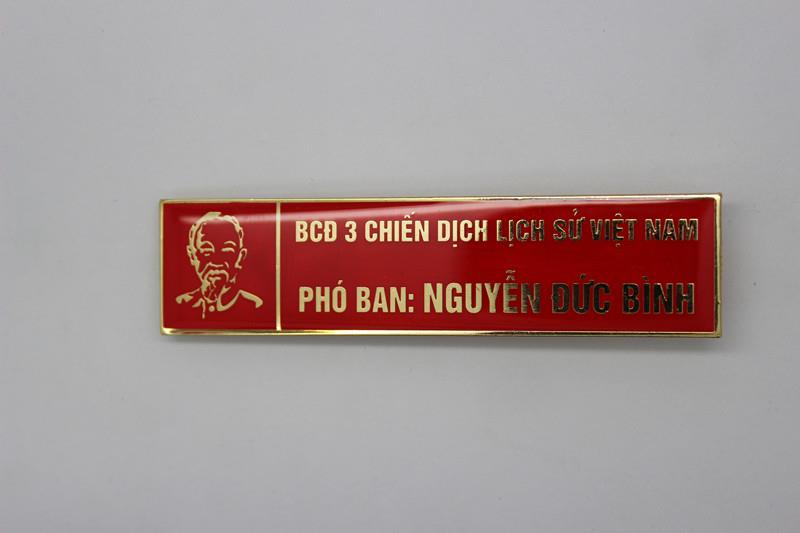 BCĐ 3 CHIẾN DỊCH LỊCH SỬ VIỆT NAM
PHÓ BAN: NGUYỄN ĐỨC BÌNH